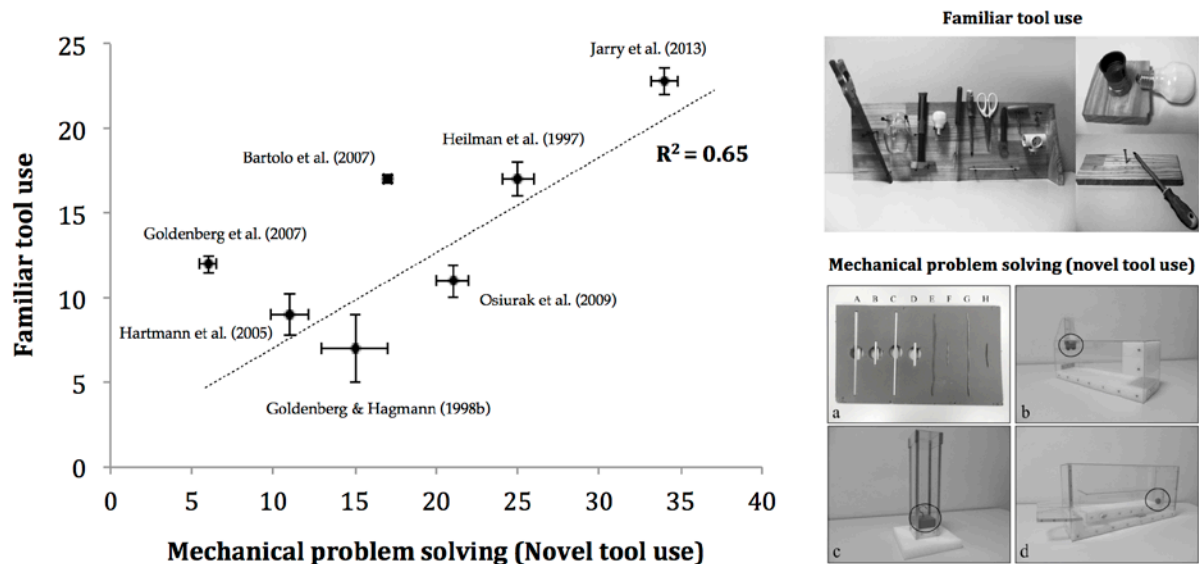 Familiar tool use
25
20
15
10
5
0
Jarry et al. (2013)
Heilman et al. (1997)
R² = 0.65
Bartolo et al. (2007)
Goldenberg et al. (2007)
Osiurak et al. (2009)
Hartmann et al. (2005)
Goldenberg & Hagmann (1998b)
0 5 10 15 20 25 30 35 40
Mechanical problem solving (Novel tool use)
Familiar tool use
Mechanical problem solving (novel tool use)
A B C D E F G H
a
b
c
d